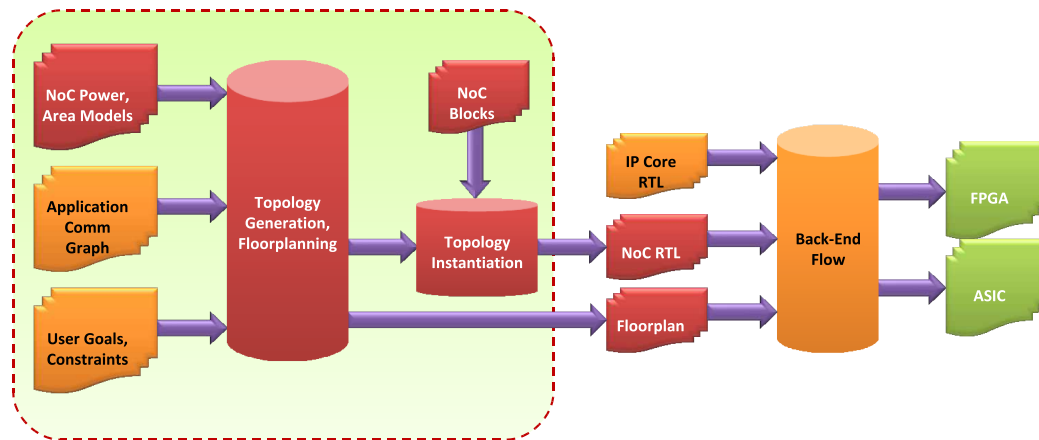 NoC Power,
Area Models
Application
Comm
Graph
User Goals,
Constraints
Topology
Generation,
Floorplanning
NoC
Blocks
Topology
Instantiation
IP Core
RTL
NoC RTL
Floorplan
Back-End
Flow
FPGA
ASIC